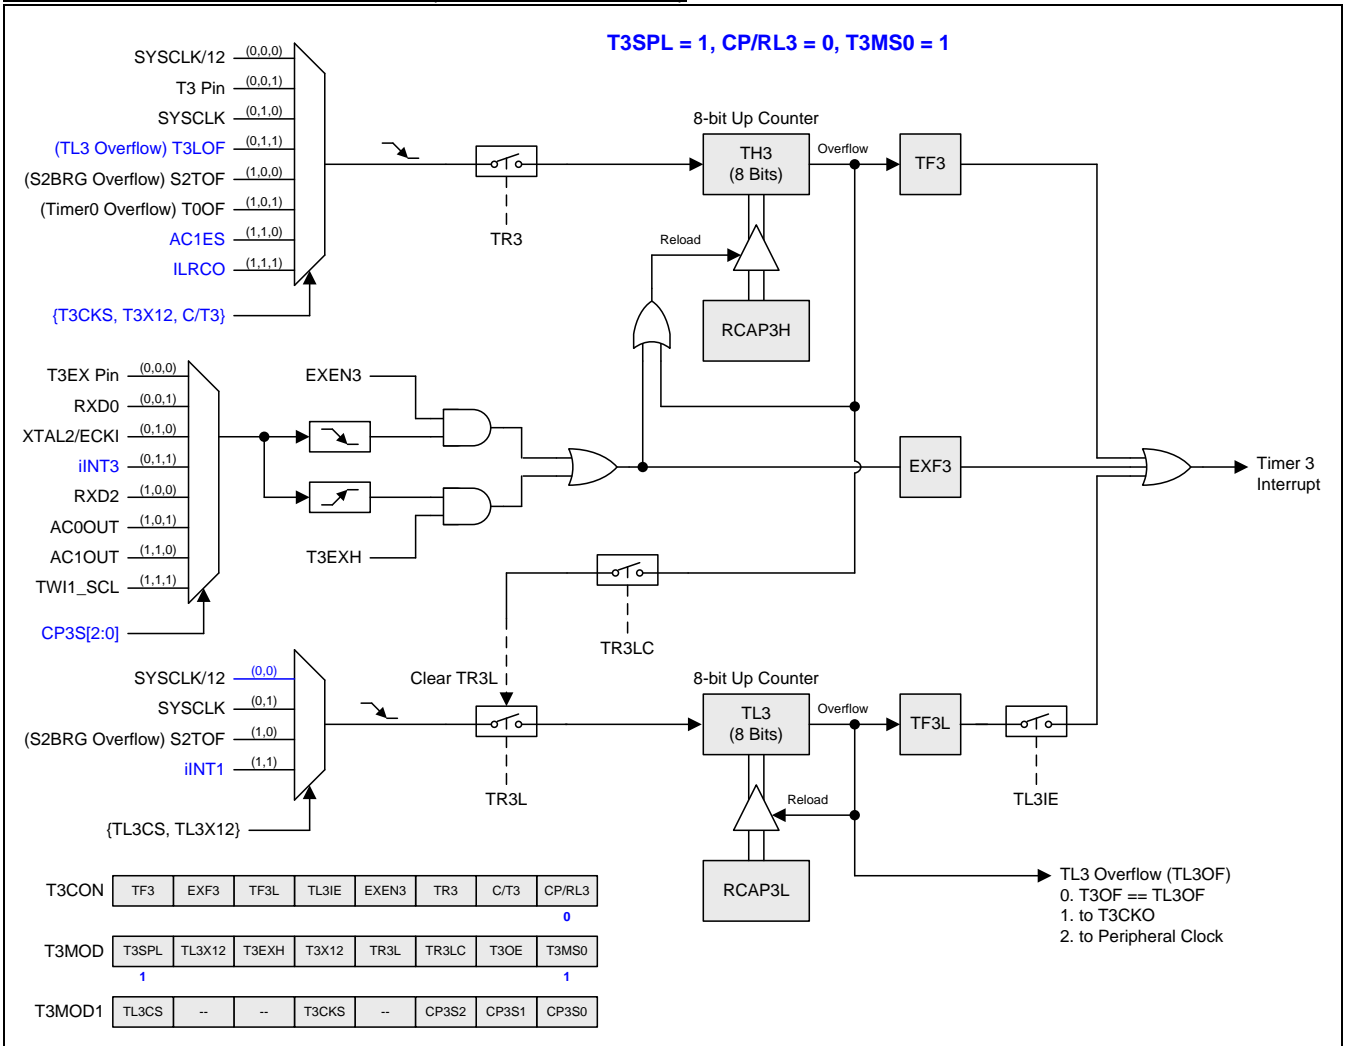 T3SPL = 1, CP/RL3 = 0, T3MS0 = 1
SYSCLK/12 (0,0,0)
T3 Pin (0,0,1)
SYSCLK (0,1,0)
(TL3 Overflow) T3LOF (0,1,1)
(S2BRG Overflow) S2TOF (1,0,0)
(Timer0 Overflow) T0OF (1,0,1)
AC1ES (1,1,0)
ILRCO (1,1,1)
{T3CKS, T3X12, C/T3}
TR3
8-bit Up Counter
TH3
(8 Bits)
Overflow
TF3
Reload
RCAP3H
T3EX Pin (0,0,0)
RXD0 (0,0,1)
XTAL2/ECKI (0,1,0)
iINT3 (0,1,1)
RXD2 (1,0,0)
AC0OUT (1,0,1)
AC1OUT (1,1,0)
TWI1_SCL (1,1,1)
CP3S[2:0]
EXEN3
T3EXH
EXF3
Timer 3
Interrupt
TR3LC
SYSCLK/12 (0,0)
SYSCLK (0,1)
(S2BRG Overflow) S2TOF (1,0)
iINT1 (1,1)
{TL3CS, TL3X12}
Clear TR3L
TR3L
8-bit Up Counter
TL3
(8 Bits)
Overflow
TF3L
TL3IE
Reload
RCAP3L
TL3 Overflow (TL3OF)
0. T3OF == TL3OF
1. to T3CKO
2. to Peripheral Clock
T3CON TF3 EXF3 TF3L TL3IE EXEN3 TR3 C/T3 CP/RL3
0
T3MOD T3SPL TL3X12 T3EXH T3X12 TR3L TR3LC T3OE T3MS0
1 1
T3MOD1 TL3CS -- -- T3CKS -- CP3S2 CP3S1 CP3S0